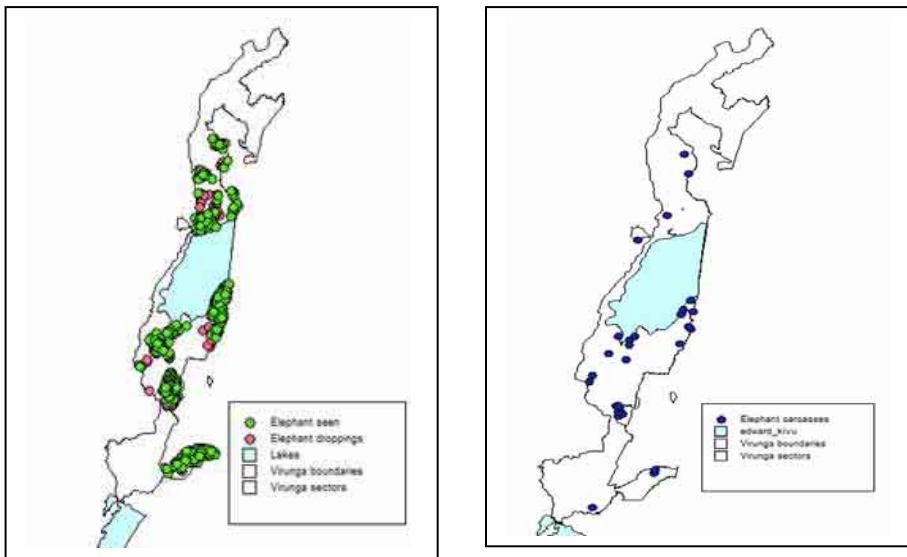 Elephant seen
Elephant droppings
Lakes
Virunga boundaries
Virunga sectors
Elephant carcasses
edward_kivu
Virunga boundaries
Virunga sectors